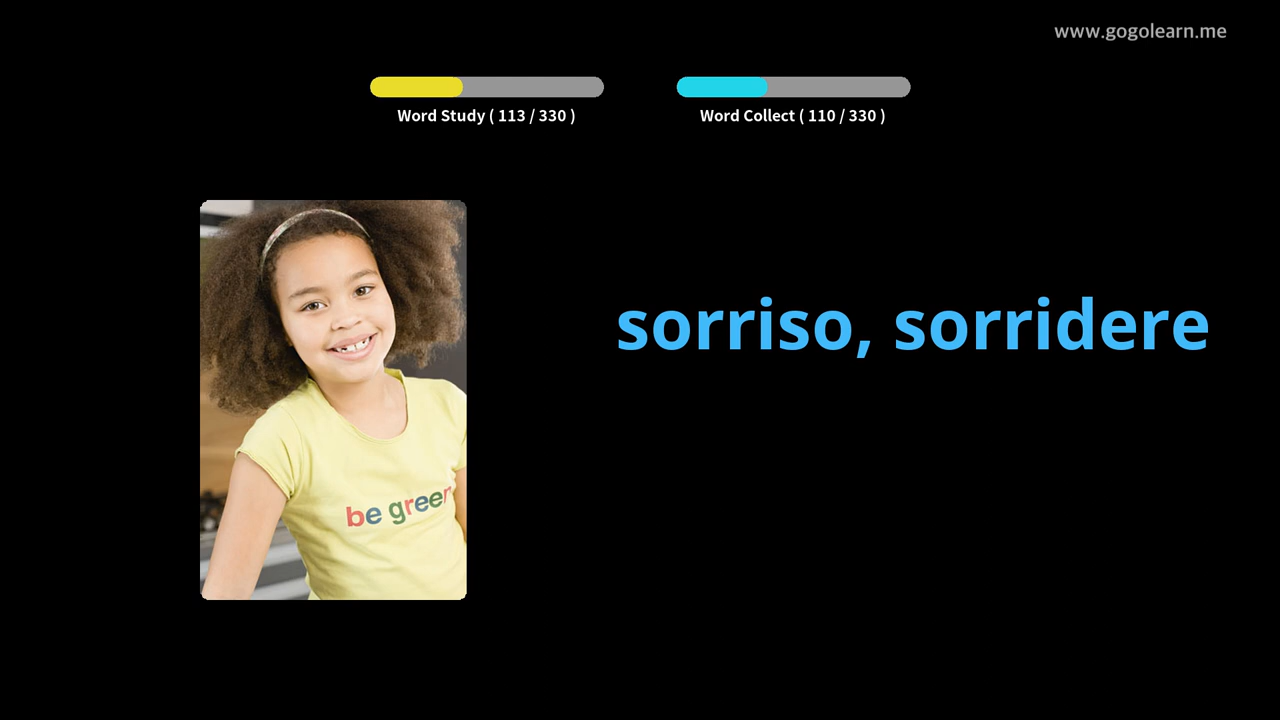 www.gogolearn.me
Word Study ( 113 / 330 )
Word Collect ( 110 / 330 )
sorriso, sorridere
be green